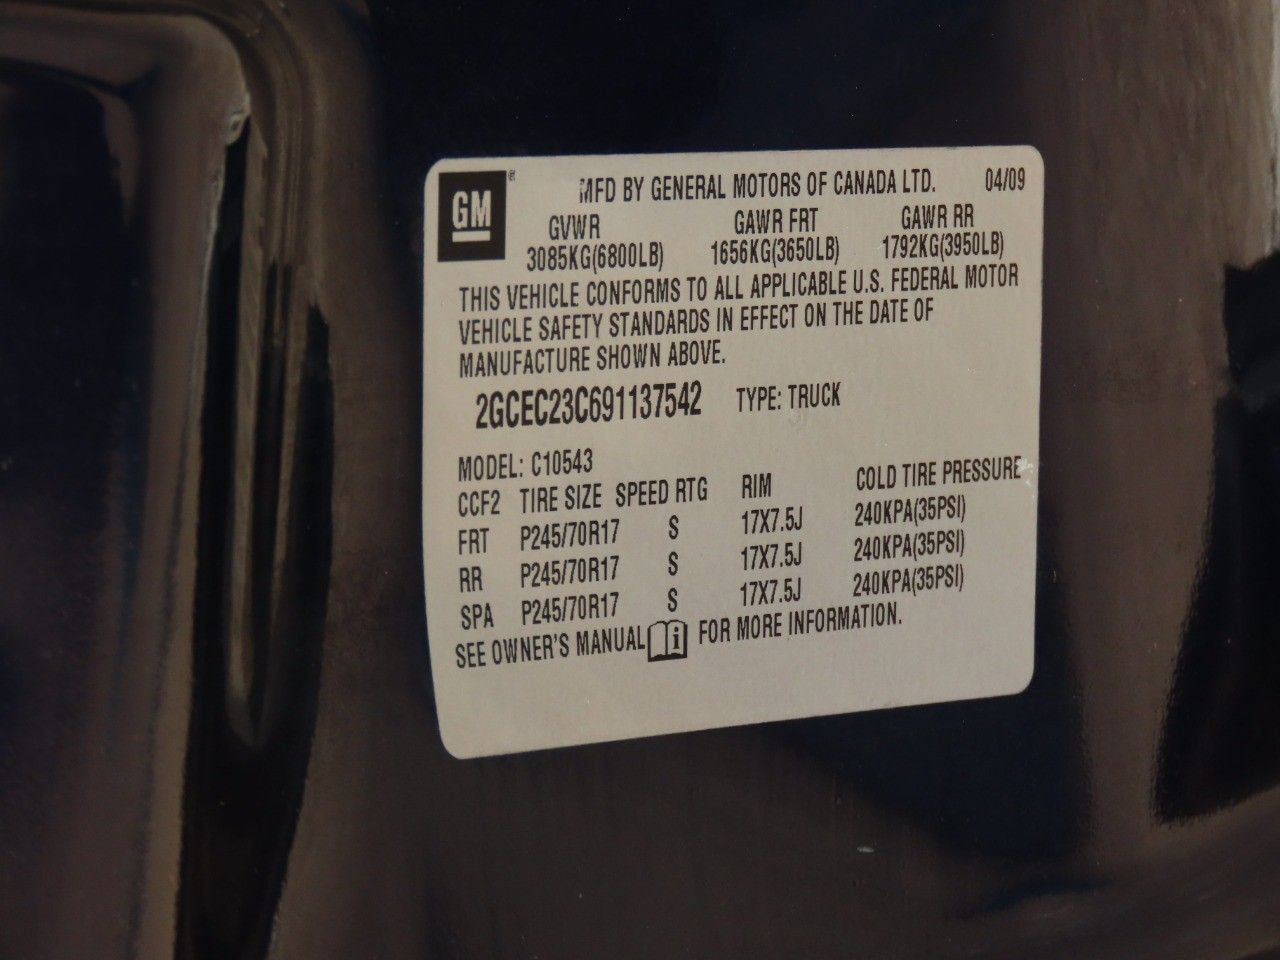 GM® MFD BY GENERAL MOTORS OF CANADA LTD. 04/09
GVWR GAWR FRT GAWR RR
3085KG(6800LB) 1656KG(3650LB) 1792KG(3950LB)
THIS VEHICLE CONFORMS TO ALL APPLICABLE U.S. FEDERAL MOTOR
VEHICLE SAFETY STANDARDS IN EFFECT ON THE DATE OF
MANUFACTURE SHOWN ABOVE.
2GCEC23C691137542 TYPE: TRUCK
MODEL: C10543
CCF2 TIRE SIZE SPEED RTG RIM COLD TIRE PRESSURE
FRT P245/70R17 S 17X7.5J 240KPA(35PSI)
RR P245/70R17 S 17X7.5J 240KPA(35PSI)
SPA P245/70R17 S 17X7.5J 240KPA(35PSI)
SEE OWNER'S MANUAL i FOR MORE INFORMATION.